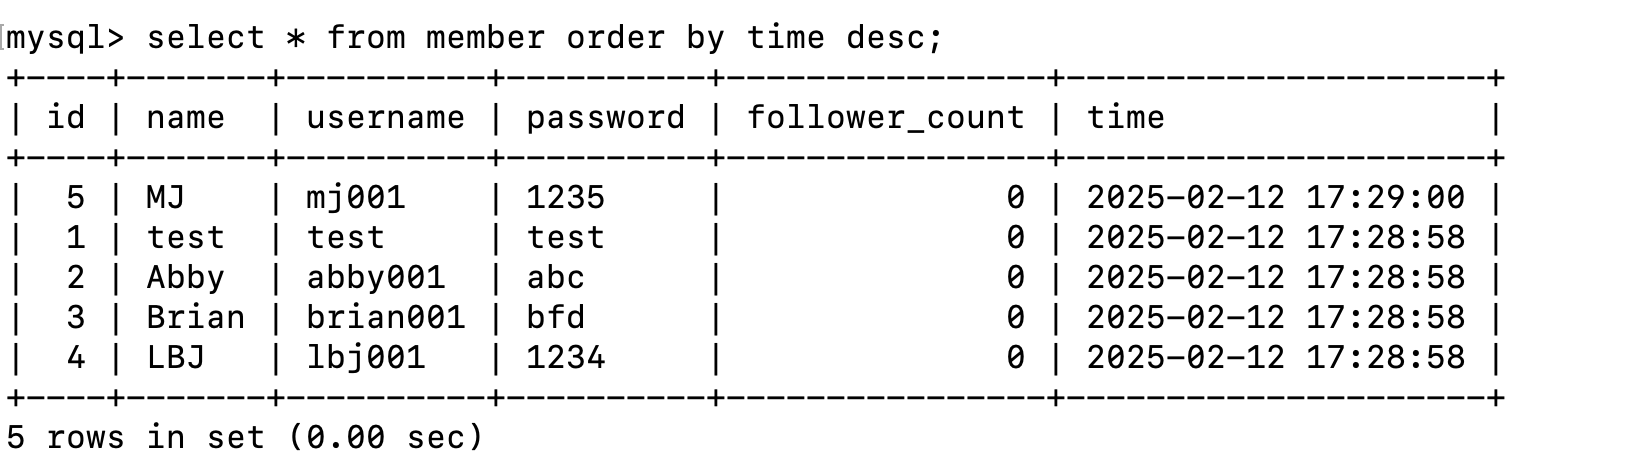 mysql> select * from member order by time desc;
+----+-------+----------+----------+----------------+---------------------+
| id | name  | username | password | follower_count | time                |
+----+-------+----------+----------+----------------+---------------------+
|  5 | MJ    | mj001    | 1235     |              0 | 2025-02-12 17:29:00 |
|  1 | test  | test     | test     |              0 | 2025-02-12 17:28:58 |
|  2 | Abby  | abby001  | abc      |              0 | 2025-02-12 17:28:58 |
|  3 | Brian | brian001 | bfd      |              0 | 2025-02-12 17:28:58 |
|  4 | LBJ   | lbj001   | 1234     |              0 | 2025-02-12 17:28:58 |
+----+-------+----------+----------+----------------+---------------------+
5 rows in set (0.00 sec)